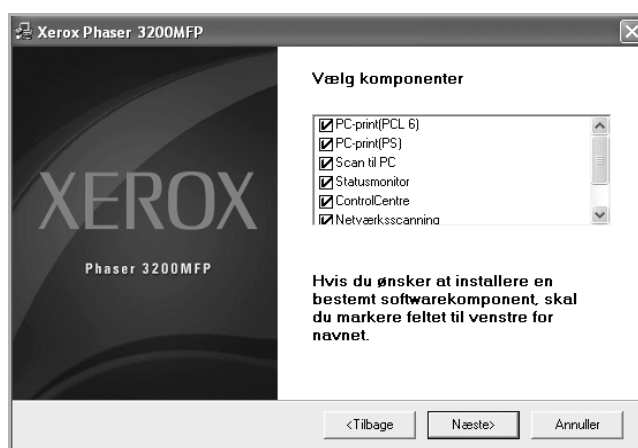 Xerox Phaser 3200MFP
XEROX
Phaser 3200MFP
Vælg komponenter
PC-print(PCL 6)
PC-print(PS)
Scan til PC
Statusmonitor
ControlCentre
Netværksscanning
Hvis du ønsker at installere en
bestemt softwarekomponent, skal
du markere feltet til venstre for
navnet.
<Tilbage
Næste>
Annuller